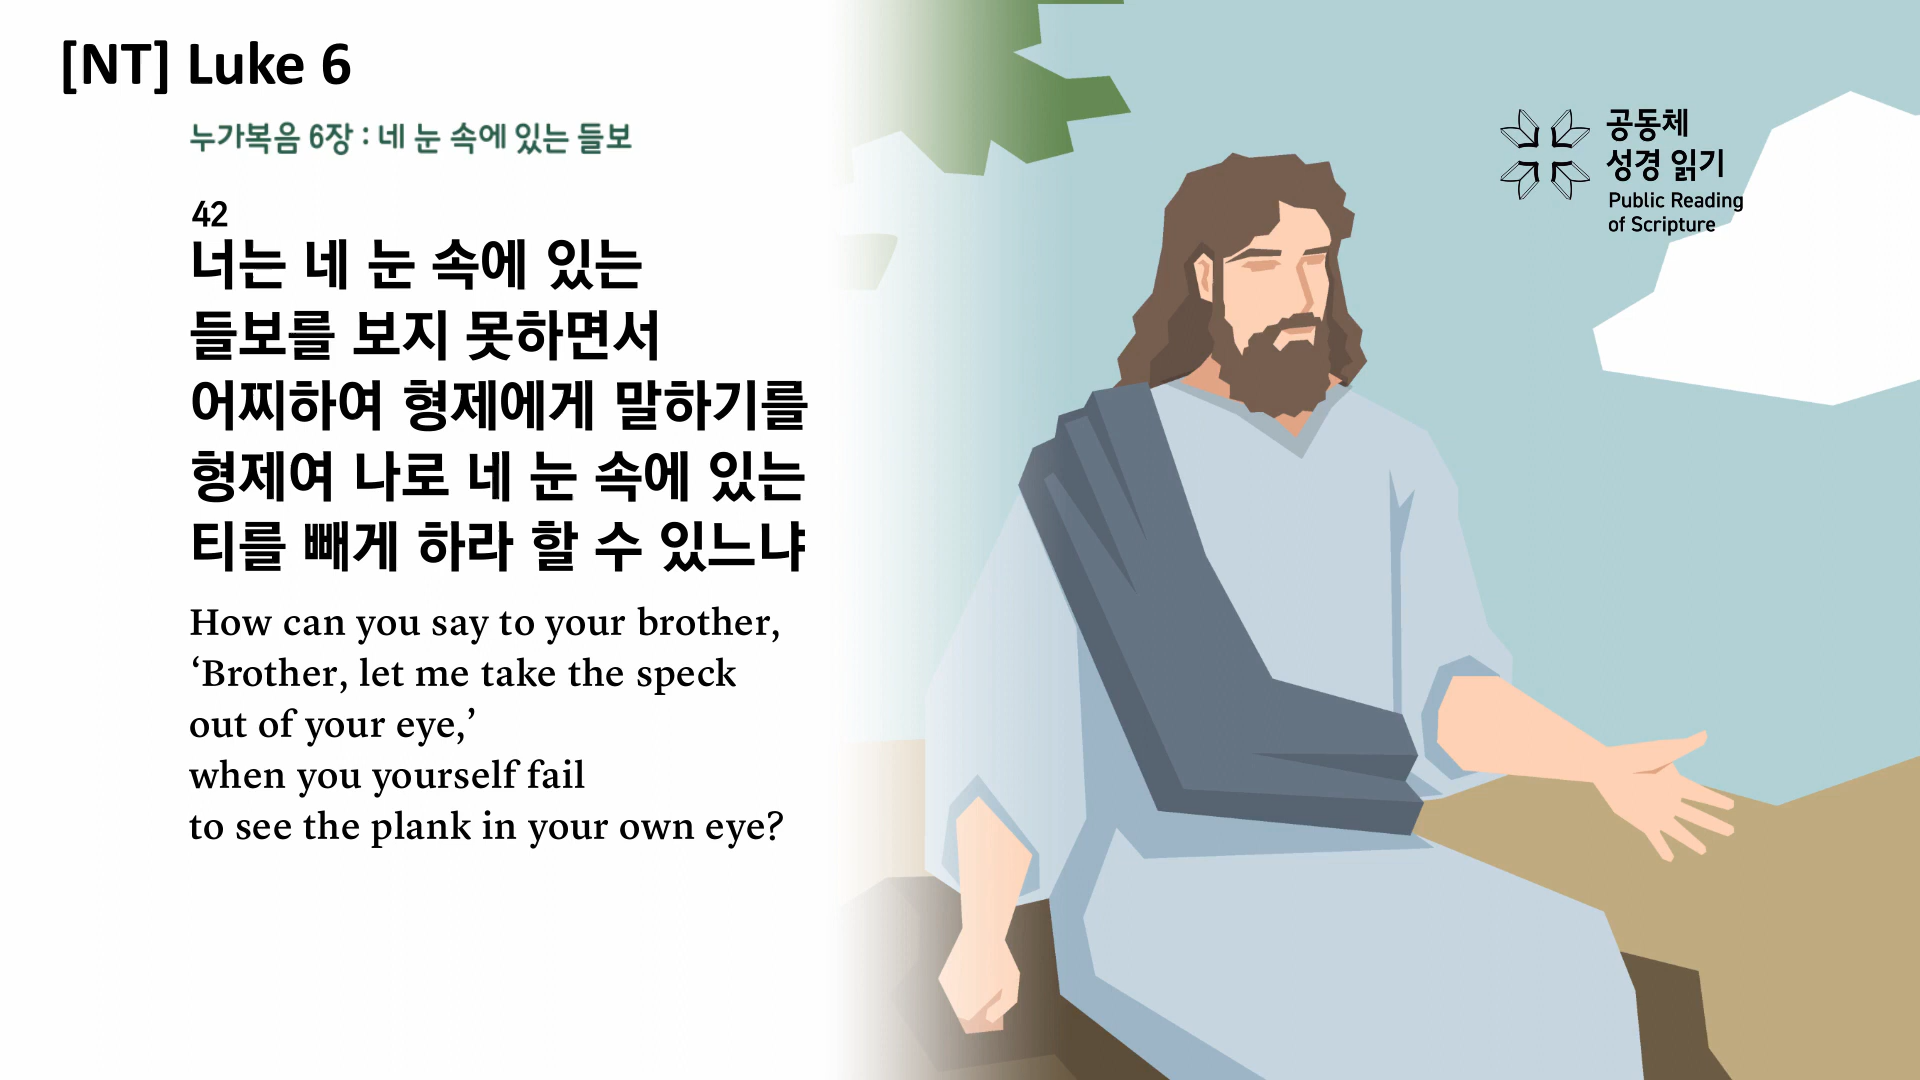 [NT] Luke 6
누가복음 6장 : 네 눈 속에 있는 들보
42
너는 네 눈 속에 있는
들보를 보지 못하면서
어찌하여 형제에게 말하기를
형제여 나로 네 눈 속에 있는
티를 빼게 하라 할 수 있느냐
How can you say to your brother,
‘Brother, let me take the speck
out of your eye,’
when you yourself fail
to see the plank in your own eye?
공동체
성경 읽기
Public Reading
of Scripture